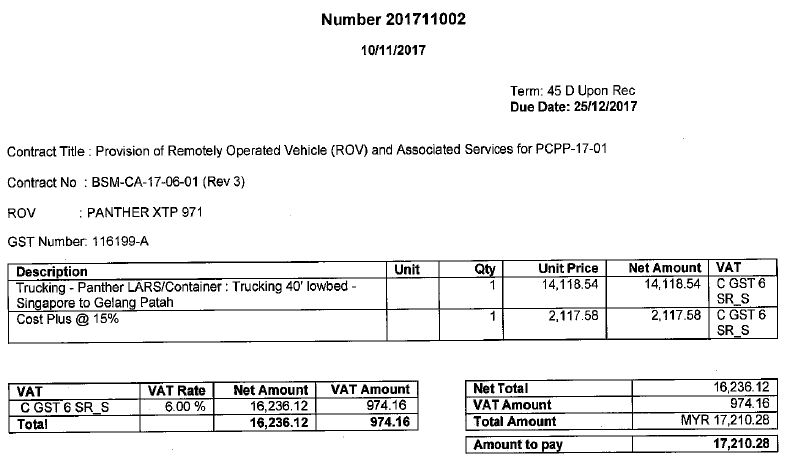 Number 201711002
10/11/2017
Term: 45 D Upon Rec
Due Date: 25/12/2017
Contract Title : Provision of Remotely Operated Vehicle (ROV) and Associated Services for PCPP-17-01
Contract No : BSM-CA-17-06-01 (Rev 3)
ROV : PANTHER XTP 971
GST Number: 116199-A
Description Unit Qty Unit Price Net Amount VAT
Trucking - Panther LARS/Container : Trucking 40' lowbed - 1 14,118.54 14,118.54 C GST 6
Singapore to Gelang Patah SR_S
Cost Plus @ 15% 1 2,117.58 2,117.58 C GST 6
SR_S
VAT VAT Rate Net Amount VAT Amount
C GST 6 SR_S 6.00 % 16,236.12 974.16
Total 16,236.12 974.16
Net Total 16,236.12
VAT Amount 974.16
Total Amount MYR 17,210.28
Amount to pay 17,210.28